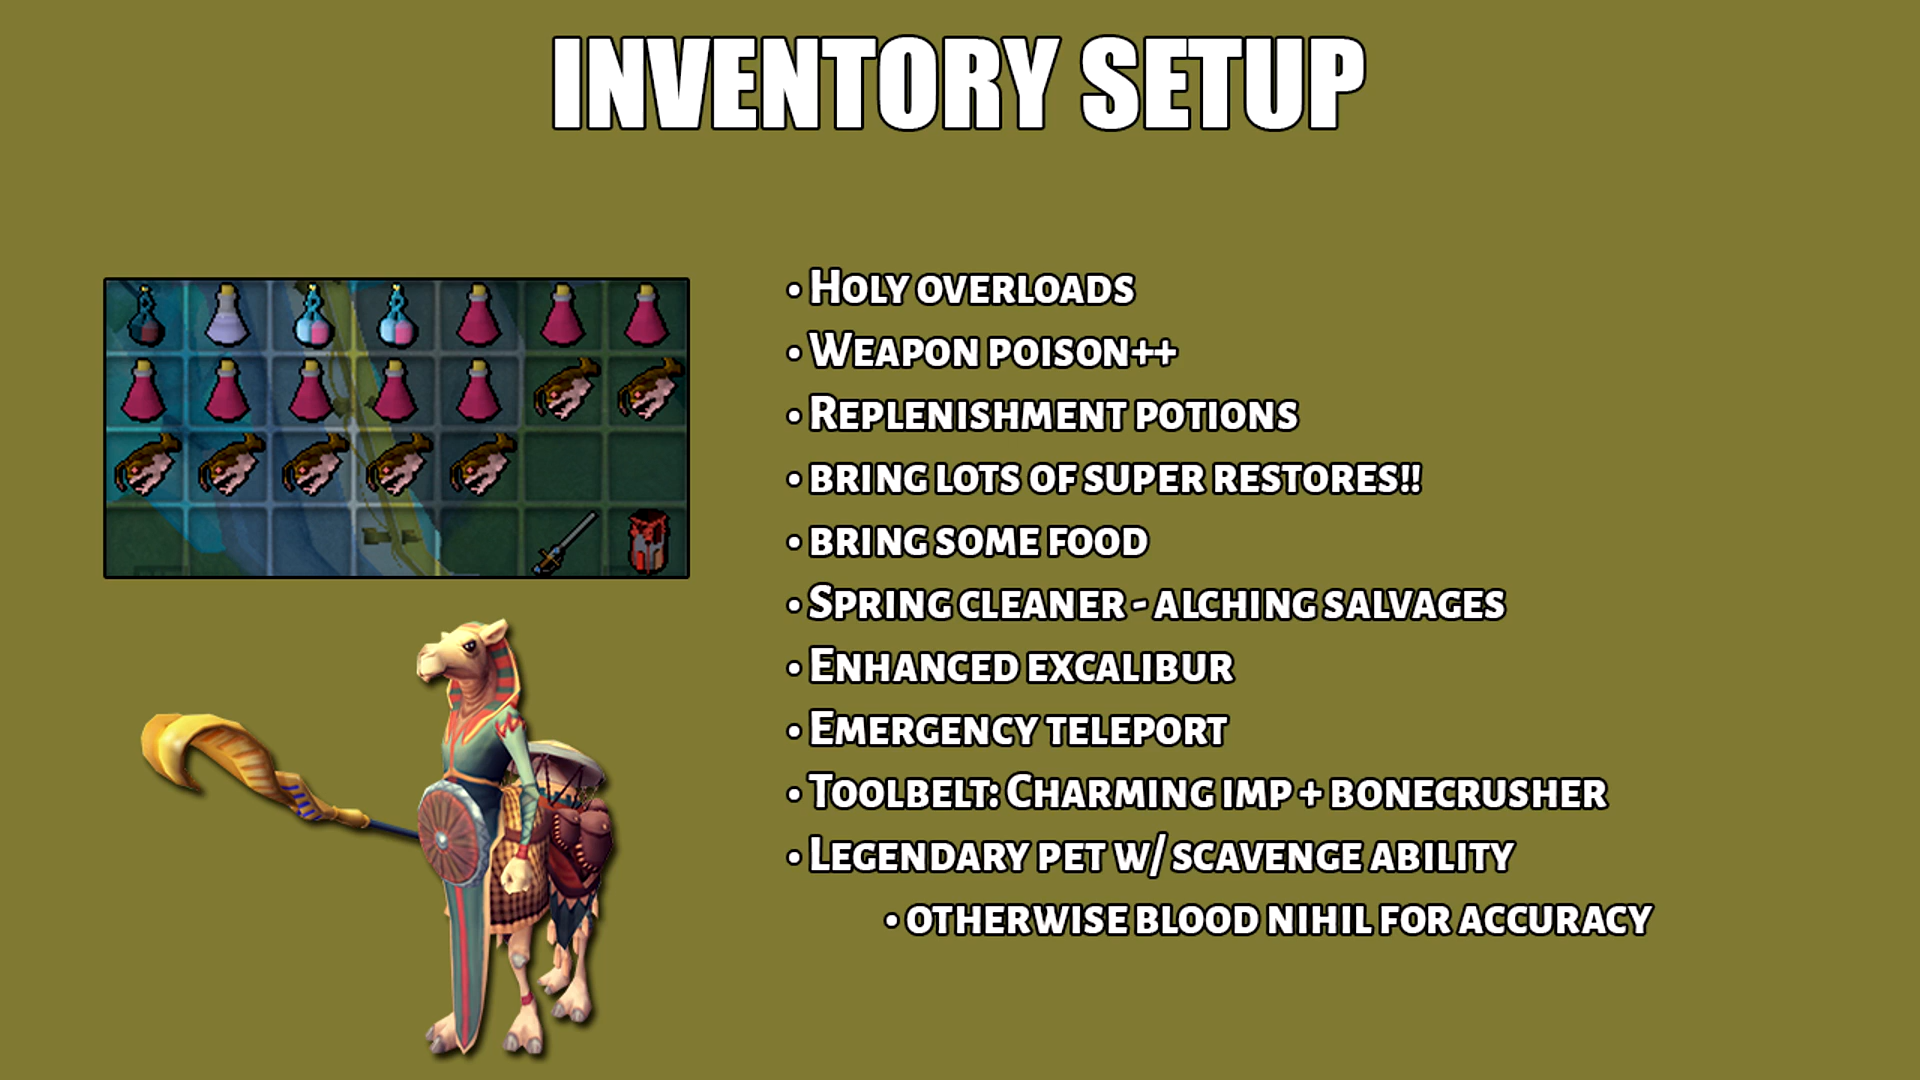 INVENTORY SETUP
• Holy overloads
• Weapon poison++
• Replenishment potions
• bring lots of super restores!!
• bring some food
• Spring cleaner - alching salvages
• Enhanced excalibur
• Emergency teleport
• Toolbelt: Charming imp + bonecrusher
• Legendary pet w/ scavenge ability
• otherwise blood nihil for accuracy